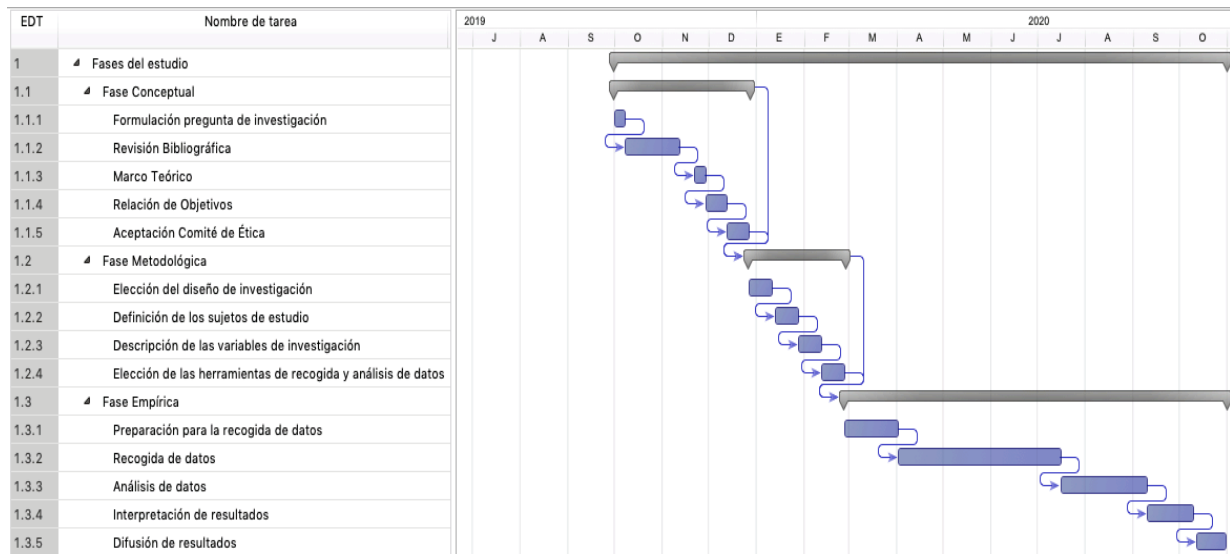 EDT Nombre de tarea 2019 2020
J A S O N D E F M A M J J A S O
1 Fases del estudio
1.1 Fase Conceptual
1.1.1 Formulación pregunta de investigación
1.1.2 Revisión Bibliográfica
1.1.3 Marco Teórico
1.1.4 Relación de Objetivos
1.1.5 Aceptación Comité de Ética
1.2 Fase Metodológica
1.2.1 Elección del diseño de investigación
1.2.2 Definición de los sujetos de estudio
1.2.3 Descripción de las variables de investigación
1.2.4 Elección de las herramientas de recogida y análisis de datos
1.3 Fase Empírica
1.3.1 Preparación para la recogida de datos
1.3.2 Recogida de datos
1.3.3 Análisis de datos
1.3.4 Interpretación de resultados
1.3.5 Difusión de resultados